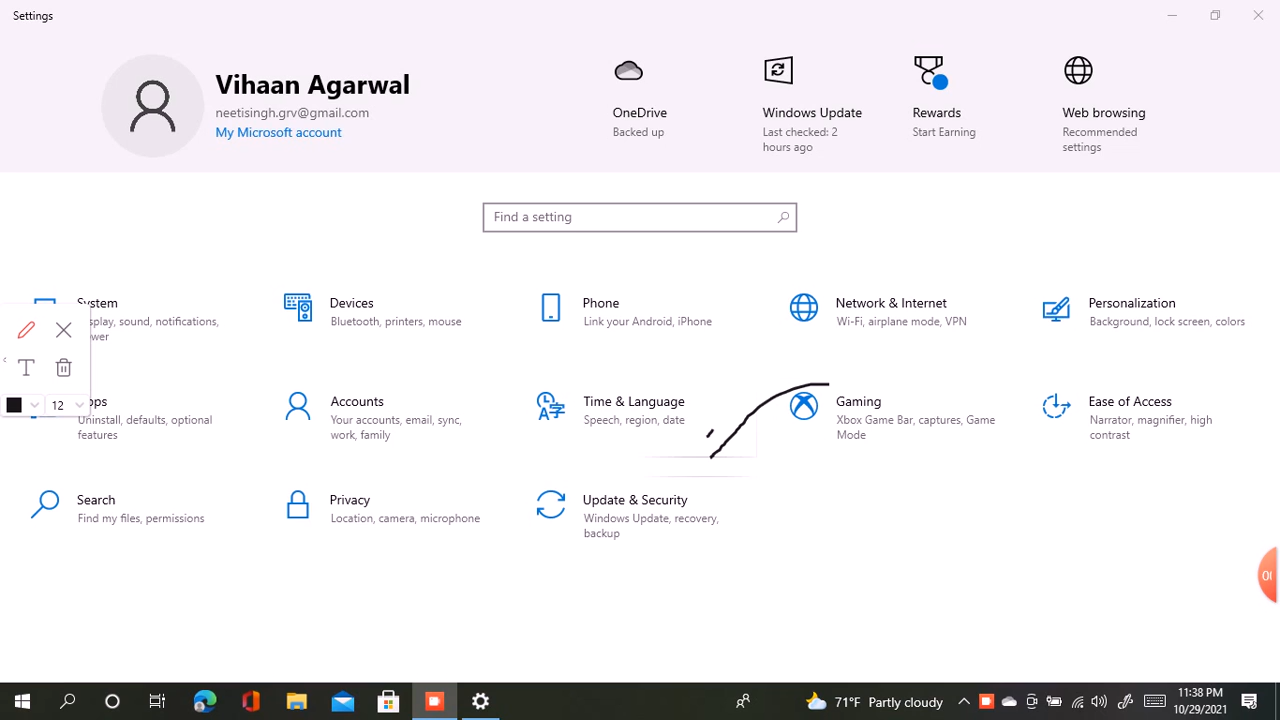 Settings
Vihaan Agarwal
neetisingh.grv@gmail.com
My Microsoft account
OneDrive
Backed up
Windows Update
Last checked: 2
hours ago
Rewards
Start Earning
Web browsing
Recommended
settings
Find a setting
System
display, sound, notifications,
ower
Devices
Bluetooth, printers, mouse
Phone
Link your Android, iPhone
Network & Internet
Wi-Fi, airplane mode, VPN
Personalization
Background, lock screen, colors
T
12
pps
Uninstall, defaults, optional
features
Accounts
Your accounts, email, sync,
work, family
Time & Language
Speech, region, date
Gaming
Xbox Game Bar, captures, Game
Mode
Ease of Access
Narrator, magnifier, high
contrast
Search
Find my files, permissions
Privacy
Location, camera, microphone
Update & Security
Windows Update, recovery,
backup
71°F Partly cloudy
11:38 PM
10/29/2021